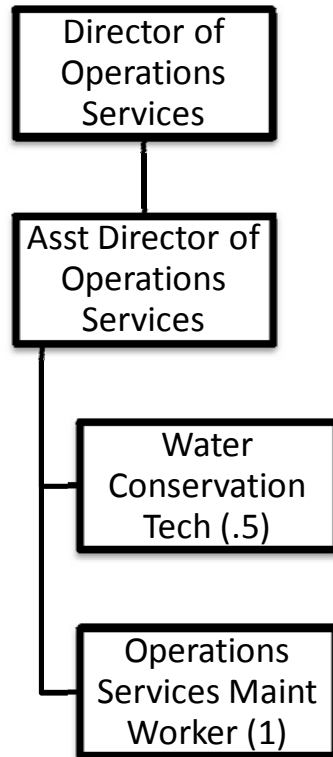 Director of
Operations
Services
Asst Director of
Operations
Services
Water
Conservation
Tech (.5)
Operations
Services Maint
Worker (1)